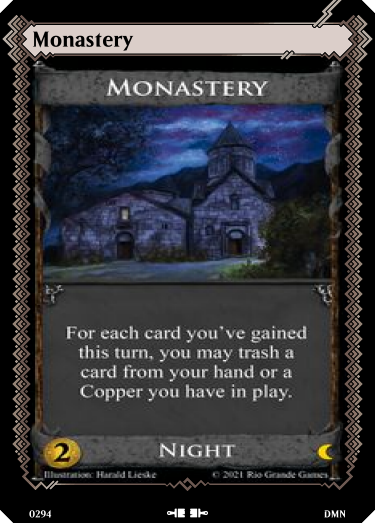 Monastery
MONASTERY
For each card you've gained
this turn, you may trash a
card from your hand or a
Copper you have in play.
2
NIGHT
Illustration: Harald Lieske © 2021 Rio Grande Games
0294 DMN